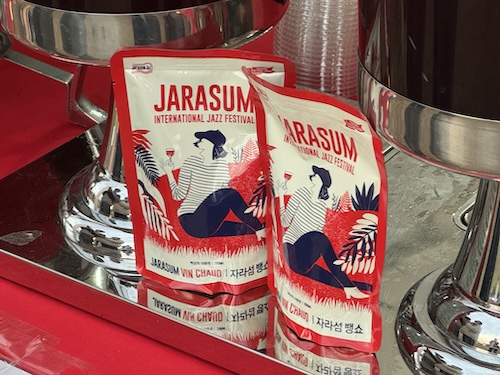 JARASUM
INTERNATIONAL JAZZ FESTIVAL
JARASUM VIN CHAUD | 자라섬 뱅쇼
JARASUM
INTERNATIONAL JAZZ FESTIVAL
JARASUM
VIN CHAUD | 자라섬 뱅쇼